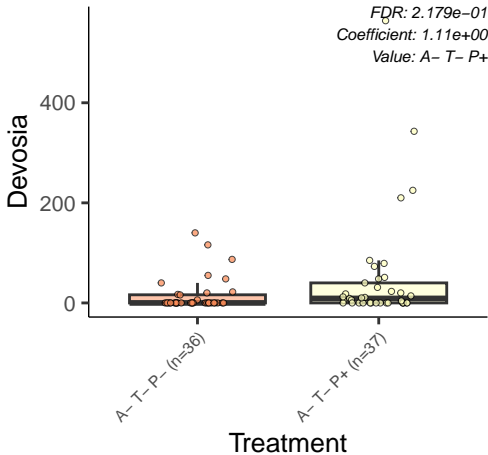 FDR: 2.179e−01
Coefficient: 1.11e+00
Value: A− T− P+
Devosia
400
200
0
A− T− P− (n=36)
A− T− P+ (n=37)
Treatment